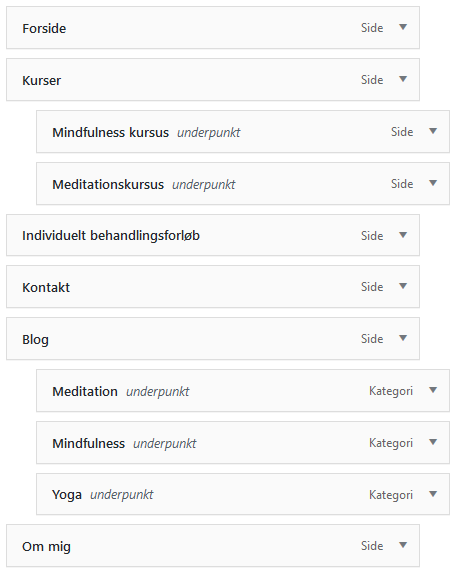 Forside Side
Kurser Side
Mindfulness kursus underpunkt Side
Meditationskursus underpunkt Side
Individuelt behandlingsforløb Side
Kontakt Side
Blog Side
Meditation underpunkt Kategori
Mindfulness underpunkt Kategori
Yoga underpunkt Kategori
Om mig Side